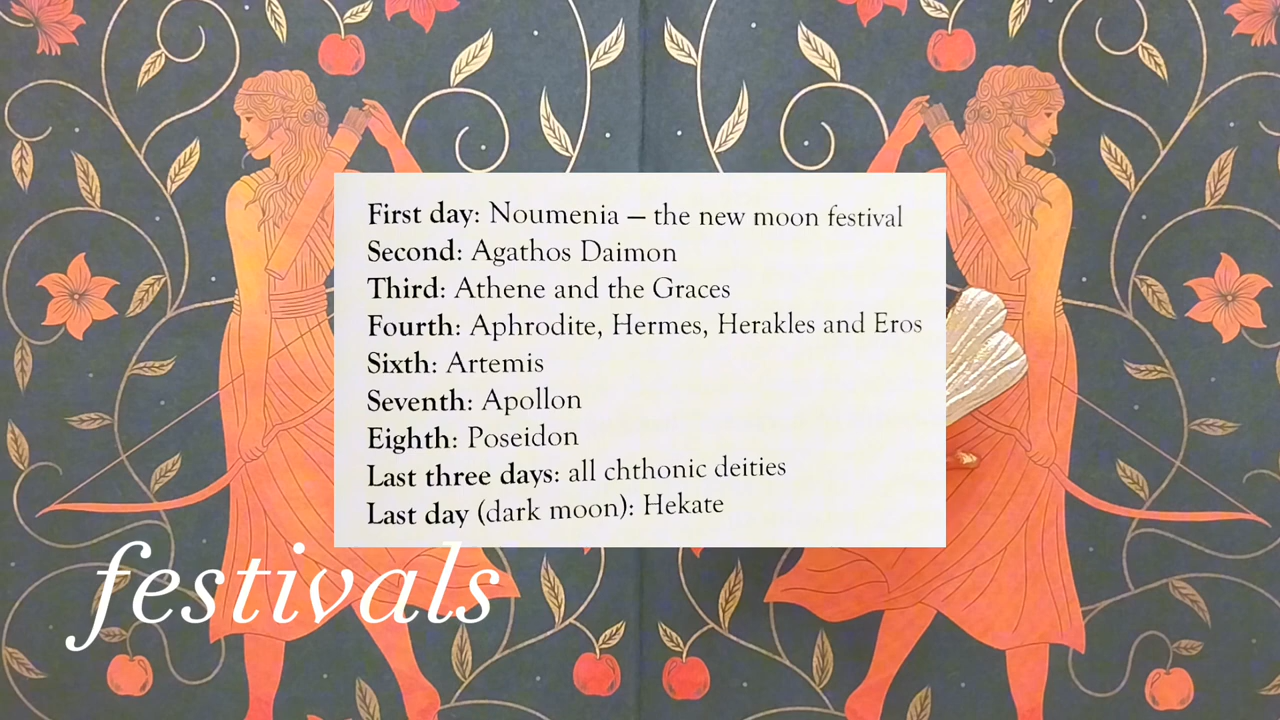 First day: Noumenia — the new moon festival
Second: Agathos Daimon
Third: Athene and the Graces
Fourth: Aphrodite, Hermes, Herakles and Eros
Sixth: Artemis
Seventh: Apollon
Eighth: Poseidon
Last three days: all chthonic deities
Last day (dark moon): Hekate
festivals